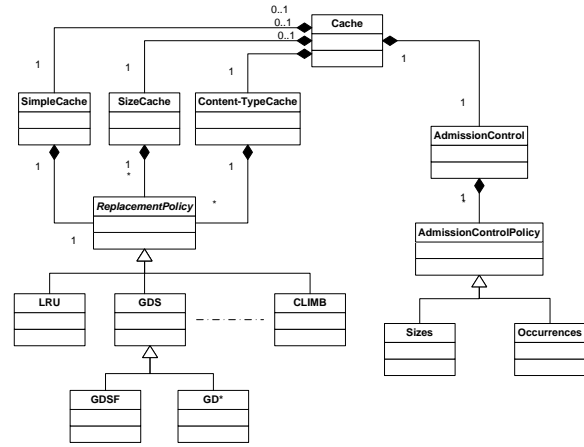 0..1
Cache
0..1
0..1
1
1
1
1
SimpleCache
SizeCache
Content-TypeCache
1
AdmissionControl
1
1
1
*
1
*
ReplacementPolicy
*
1
AdmissionControlPolicy
LRU
GDS
CLIMB
Sizes
Occurrences
GDSF
GD*